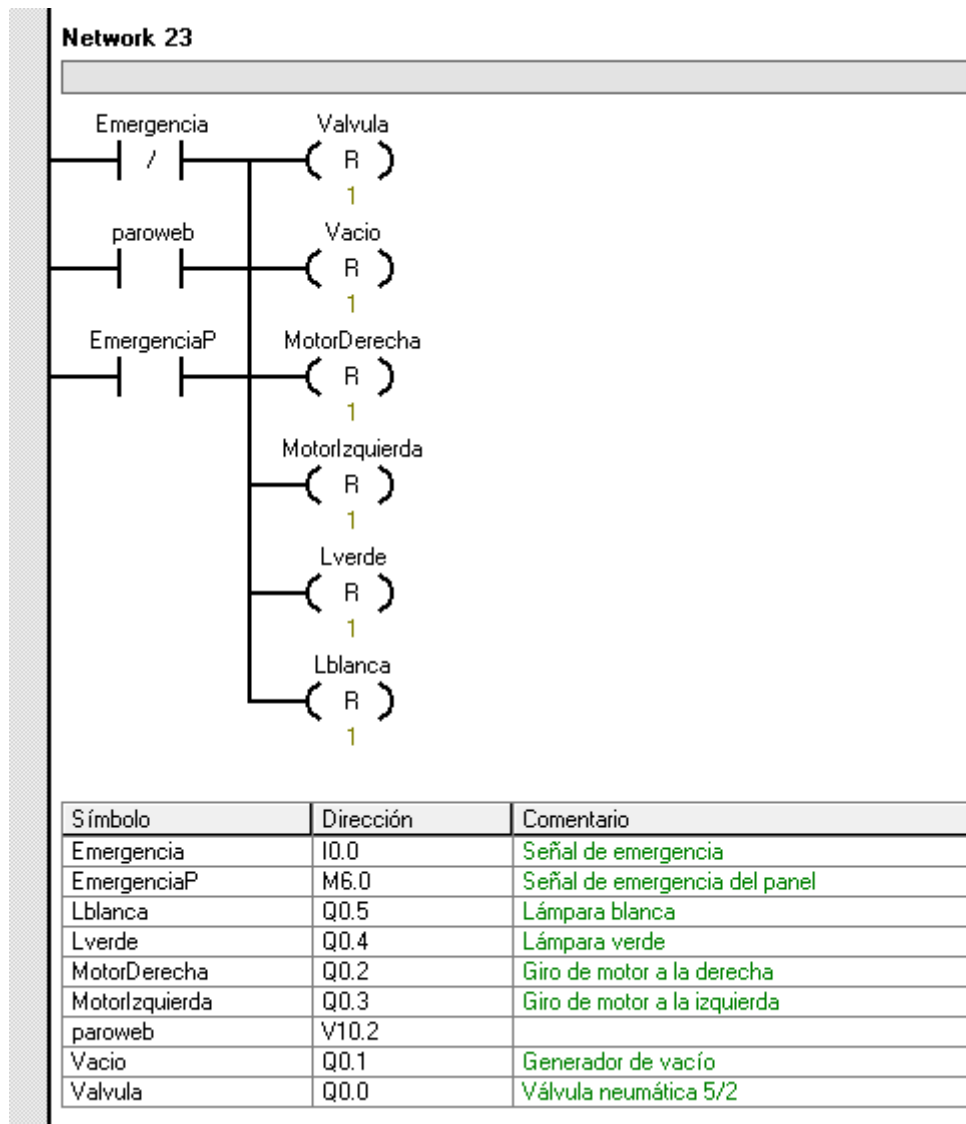 Network 23
Emergencia Valvula
/ R
1
paroweb Vacio
R
1
EmergenciaP MotorDerecha
R
1
MotorIzquierda
R
1
Lverde
R
1
Lblanca
R
1
Símbolo Dirección Comentario
Emergencia I0.0 Señal de emergencia
EmergenciaP M6.0 Señal de emergencia del panel
Lblanca Q0.5 Lámpara blanca
Lverde Q0.4 Lámpara verde
MotorDerecha Q0.2 Giro de motor a la derecha
MotorIzquierda Q0.3 Giro de motor a la izquierda
paroweb V10.2
Vacio Q0.1 Generador de vacío
Valvula Q0.0 Válvula neumática 5/2